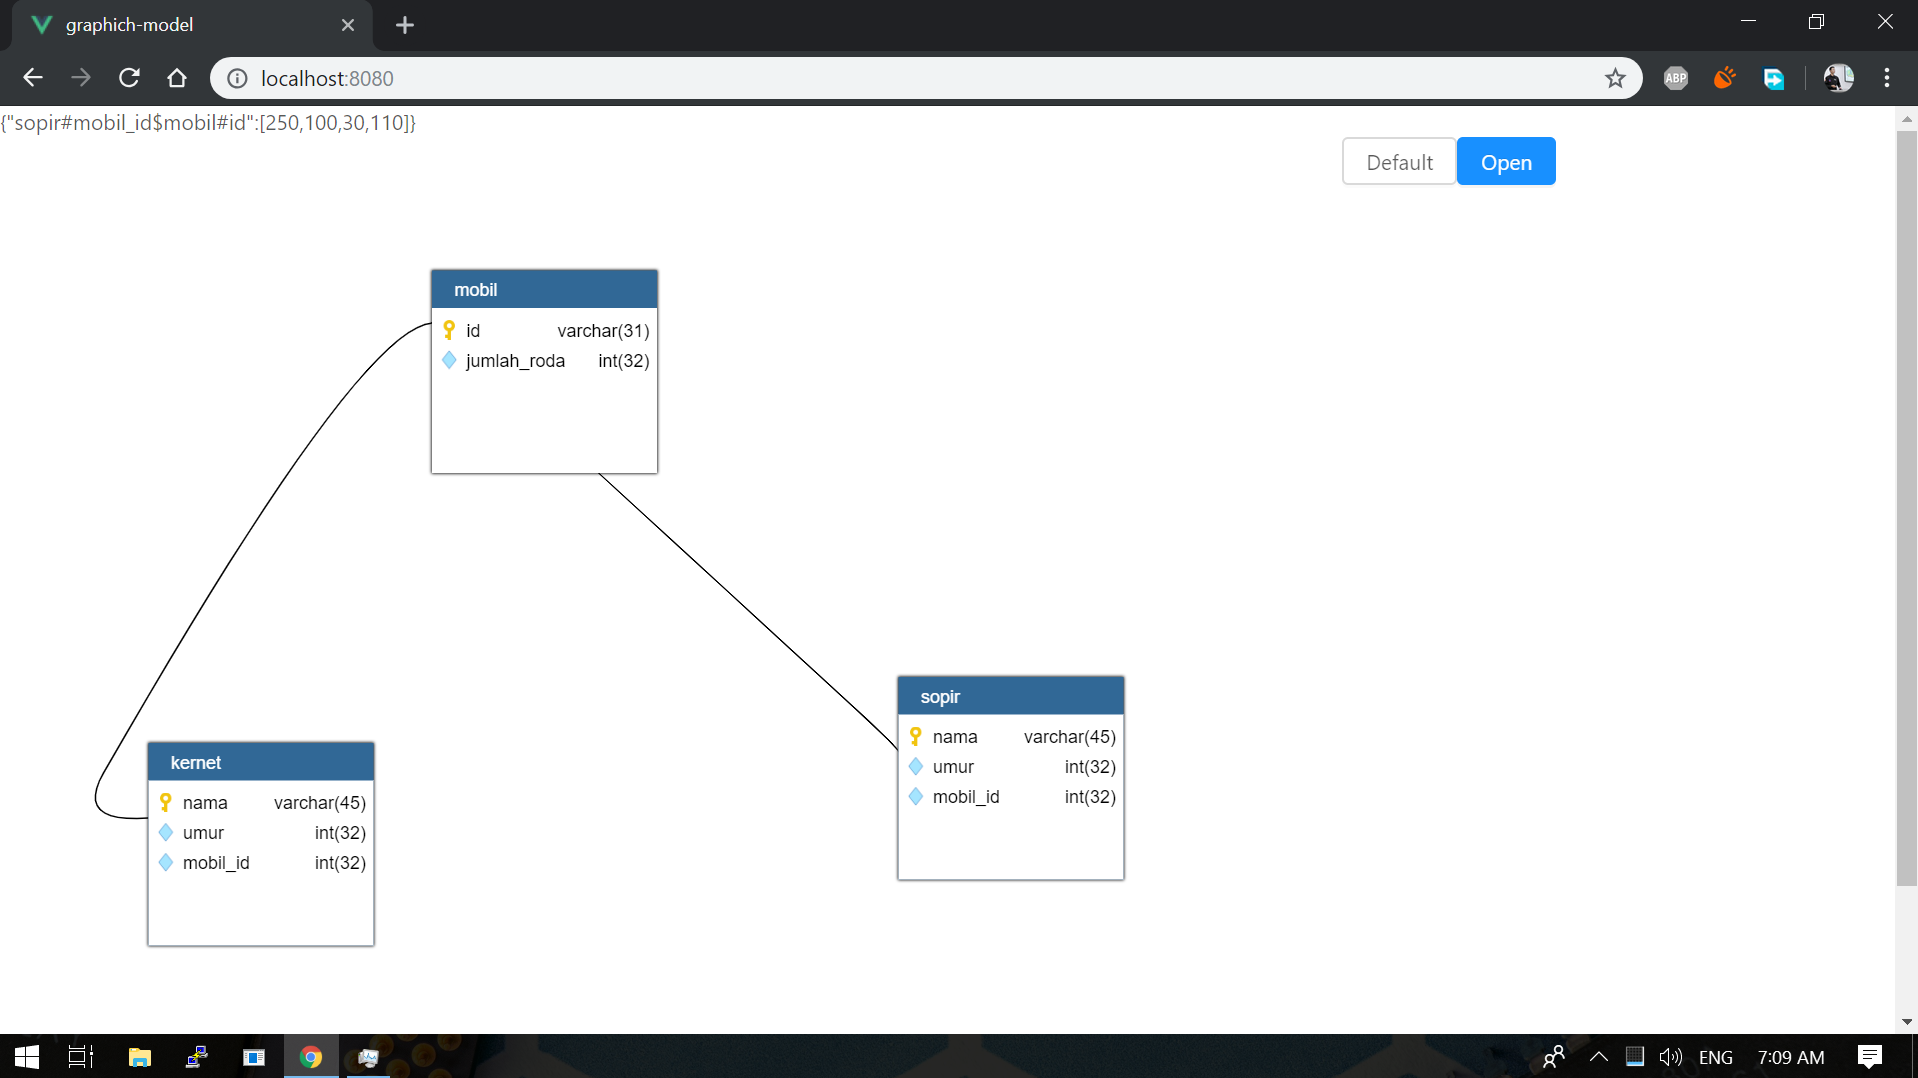 graphich-model
localhost:8080
ABP
{"sopir#mobil_id$mobil#id":[250,100,30,110]}
Default Open
mobil
id varchar(31)
jumlah_roda int(32)
sopir
nama varchar(45)
umur int(32)
mobil_id int(32)
kernet
nama varchar(45)
umur int(32)
mobil_id int(32)
ENG 7:09 AM